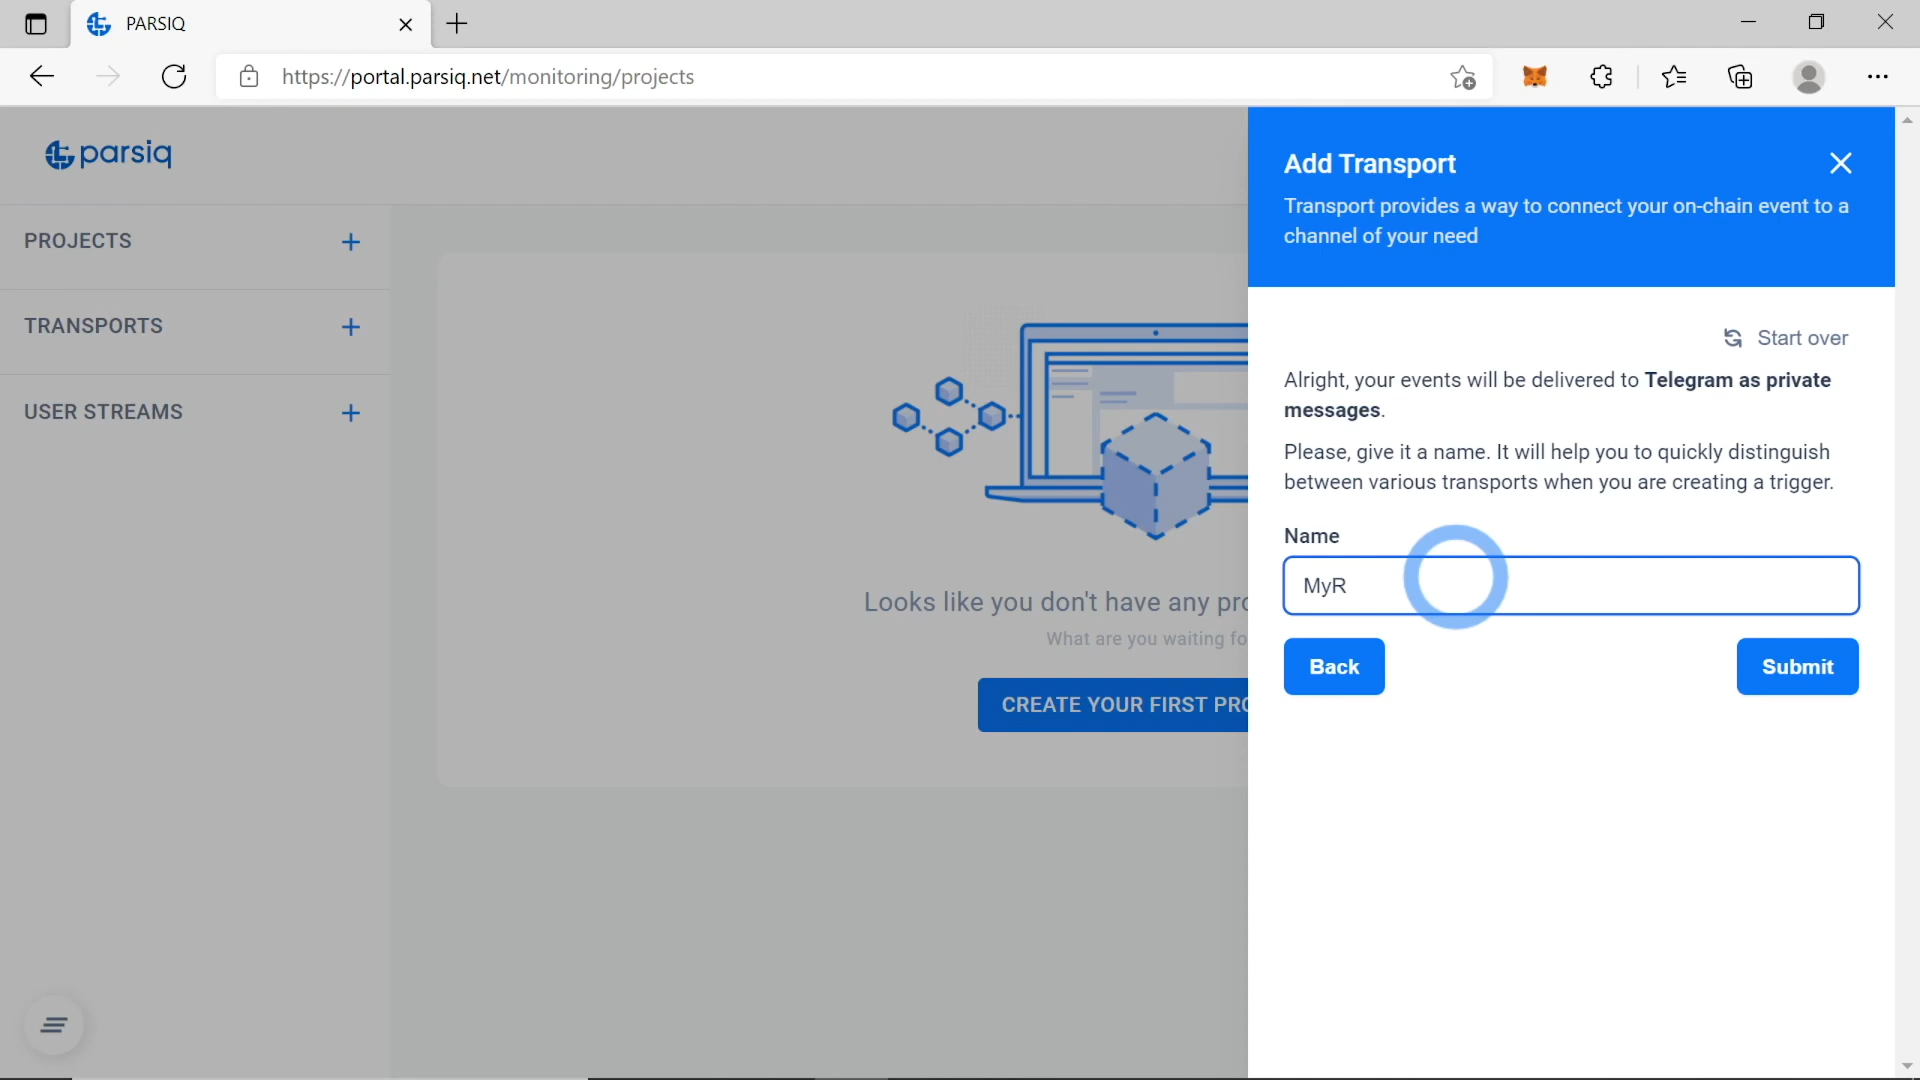 PARSIQ
https://portal.parsiq.net/monitoring/projects
parsiq
PROJECTS
TRANSPORTS
USER STREAMS
Looks like you don't have any pro
What are you waiting fo
CREATE YOUR FIRST PRO
Add Transport
Transport provides a way to connect your on-chain event to a
channel of your need
Start over
Alright, your events will be delivered to Telegram as private
messages.
Please, give it a name. It will help you to quickly distinguish
between various transports when you are creating a trigger.
Name
MyR
Back
Submit